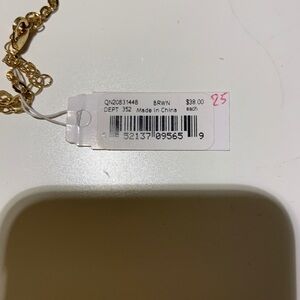 QN20831448 BRWN $38.00 25
DEPT 352 Made in China each
52137 09565 9